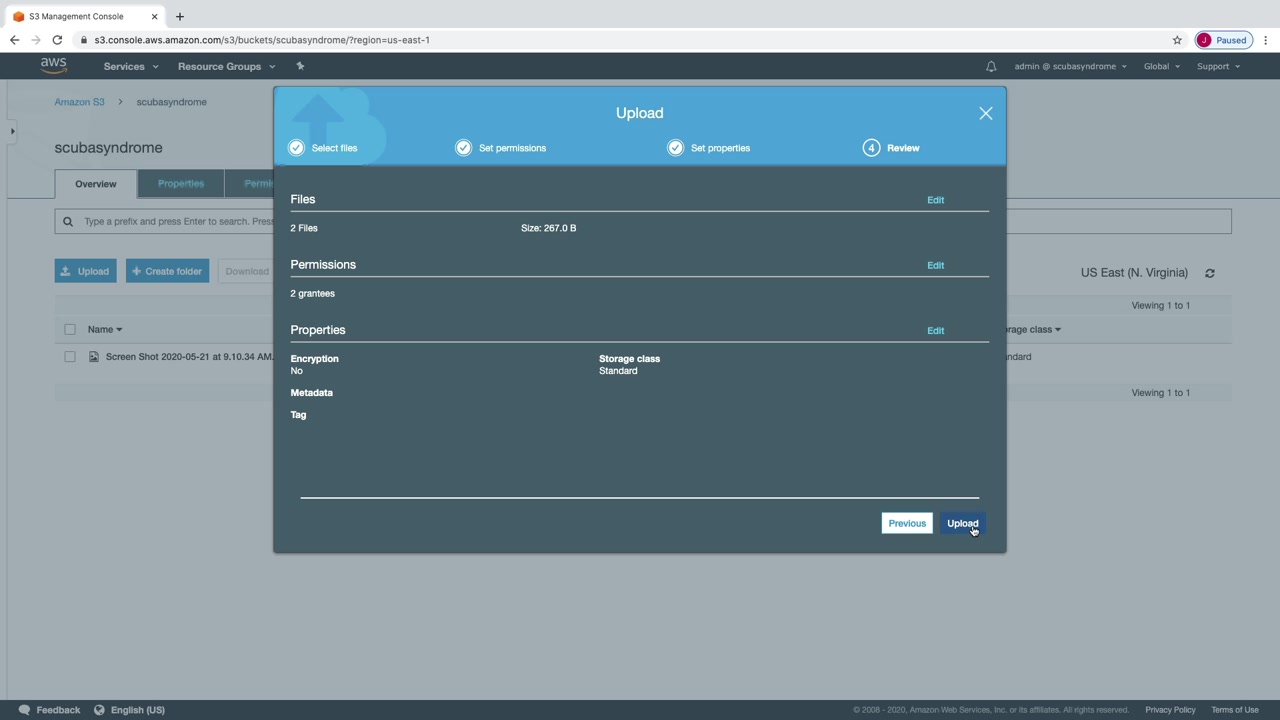 S3 Management Console
s3.console.aws.amazon.com/s3/buckets/scubasyndrome/?region=us-east-1
J Paused
aws Services Resource Groups admin @ scubasyndrome Global Support
Amazon S3 > scubasyndrome
Upload
Select files Set permissions Set properties 4 Review
scubasyndrome
Overview Properties Permis
Files Edit
Type a prefix and press Enter to search. Press
2 Files Size: 267.0 B
Upload Create folder Download US East (N. Virginia)
Permissions Edit
2 grantees
Viewing 1 to 1
Name Properties Edit rage class
Screen Shot 2020-05-21 at 9.10.34 AM. Encryption Storage class ndard
No Standard
Metadata Viewing 1 to 1
Tag
Previous Upload
Feedback English (US) © 2008 - 2020, Amazon Web Services, Inc. or its affiliates. All rights reserved. Privacy Policy Terms of Use